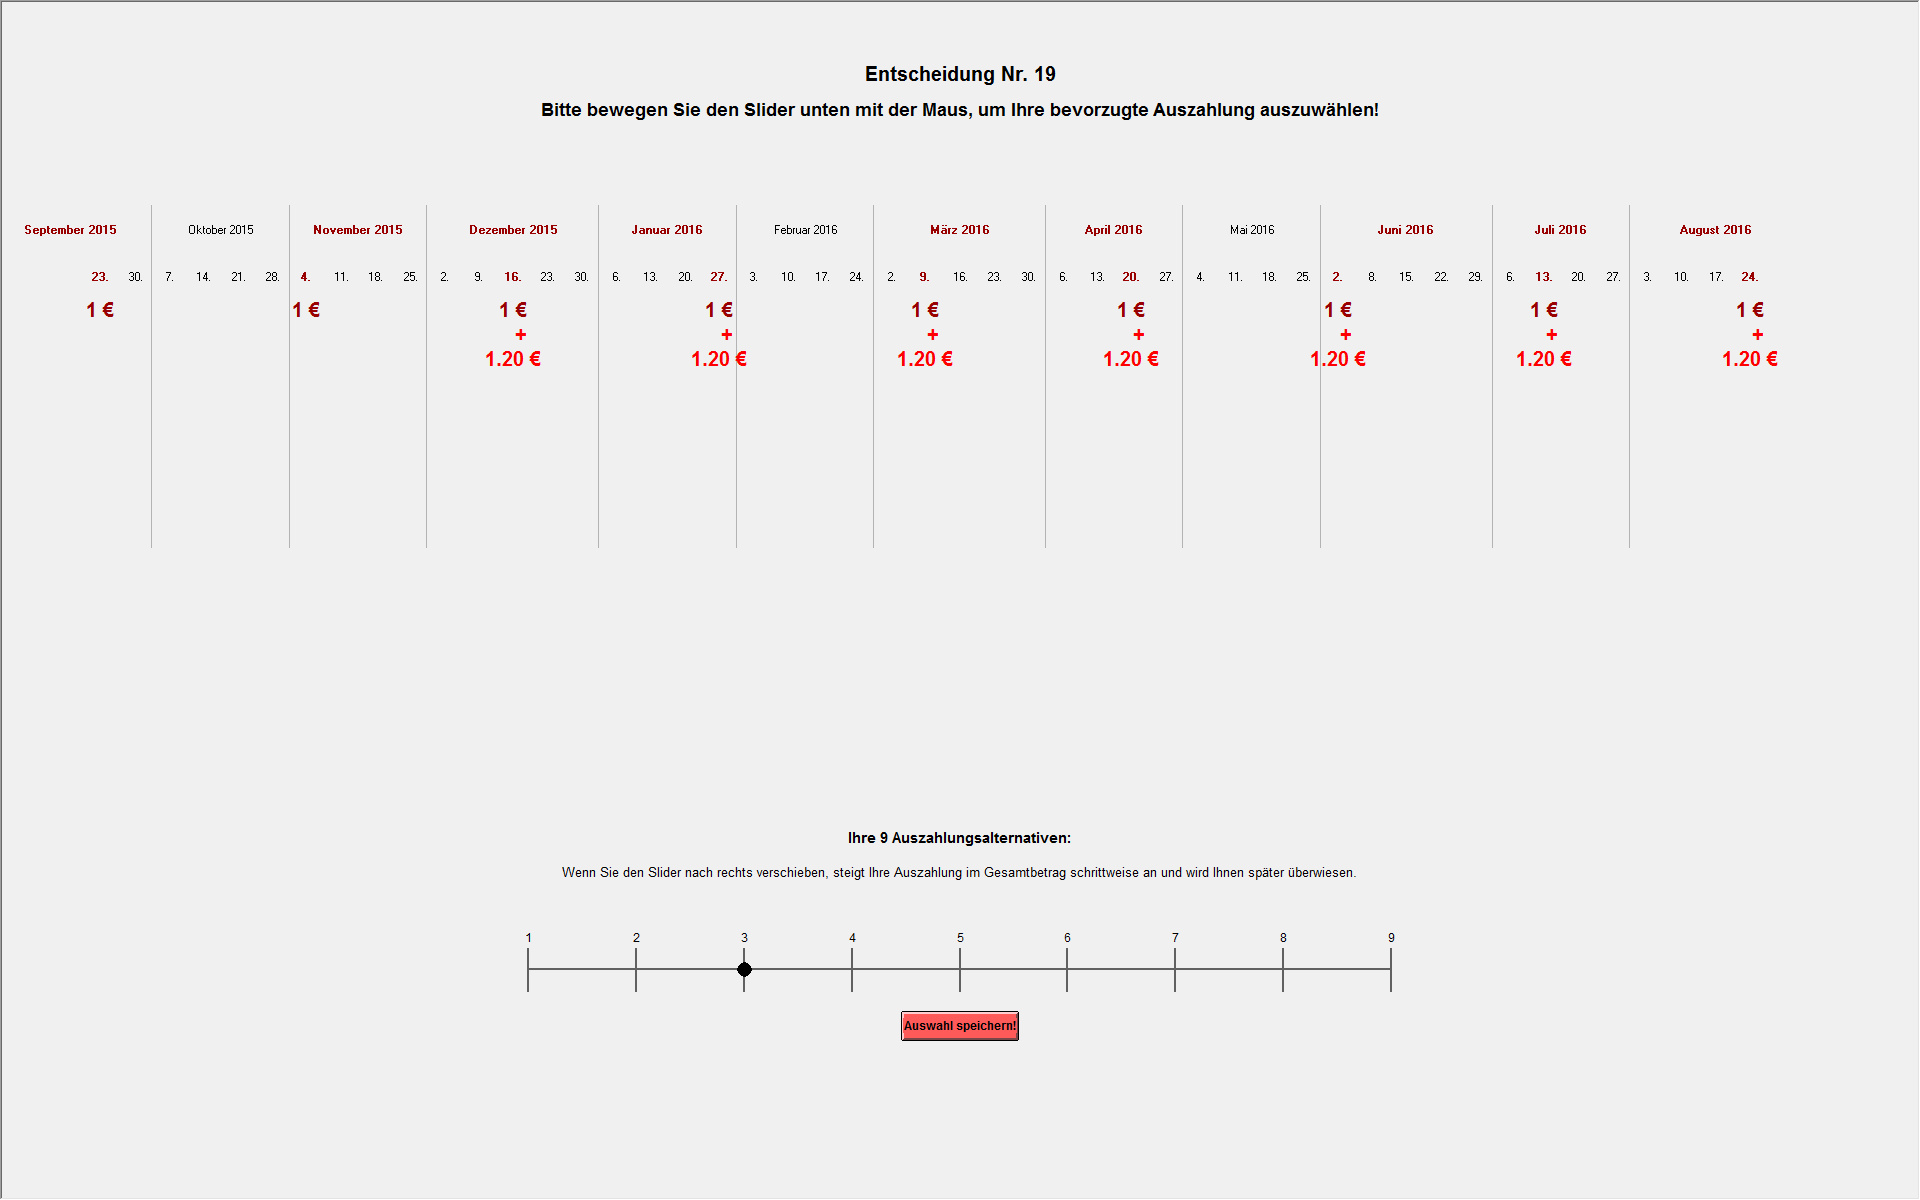 Entscheidung Nr. 19
Bitte bewegen Sie den Slider unten mit der Maus, um Ihre bevorzugte Auszahlung auszuwählen!
September 2015 Oktober 2015 November 2015 Dezember 2015 Januar 2016 Februar 2016 März 2016 April 2016 Mai 2016 Juni 2016 Juli 2016 August 2016
23. 30. 7. 14. 21. 28. 4. 11. 18. 25. 2. 9. 16. 23. 30. 6. 13. 20. 27. 3. 10. 17. 24. 2. 9. 16. 23. 30. 6. 13. 20. 27. 4. 11. 18. 25. 2. 8. 15. 22. 29. 6. 13. 20. 27. 3. 10. 17. 24.
1 € 1 € 1 € 1 € 1 € 1 € 1 € 1 € 1 €
+ + + + + + +
1.20 € 1.20 € 1.20 € 1.20 € 1.20 € 1.20 € 1.20 €
Ihre 9 Auszahlungsalternativen:
Wenn Sie den Slider nach rechts verschieben, steigt Ihre Auszahlung im Gesamtbetrag schrittweise an und wird Ihnen später überwiesen.
1 2 3 4 5 6 7 8 9
Auswahl speichern!